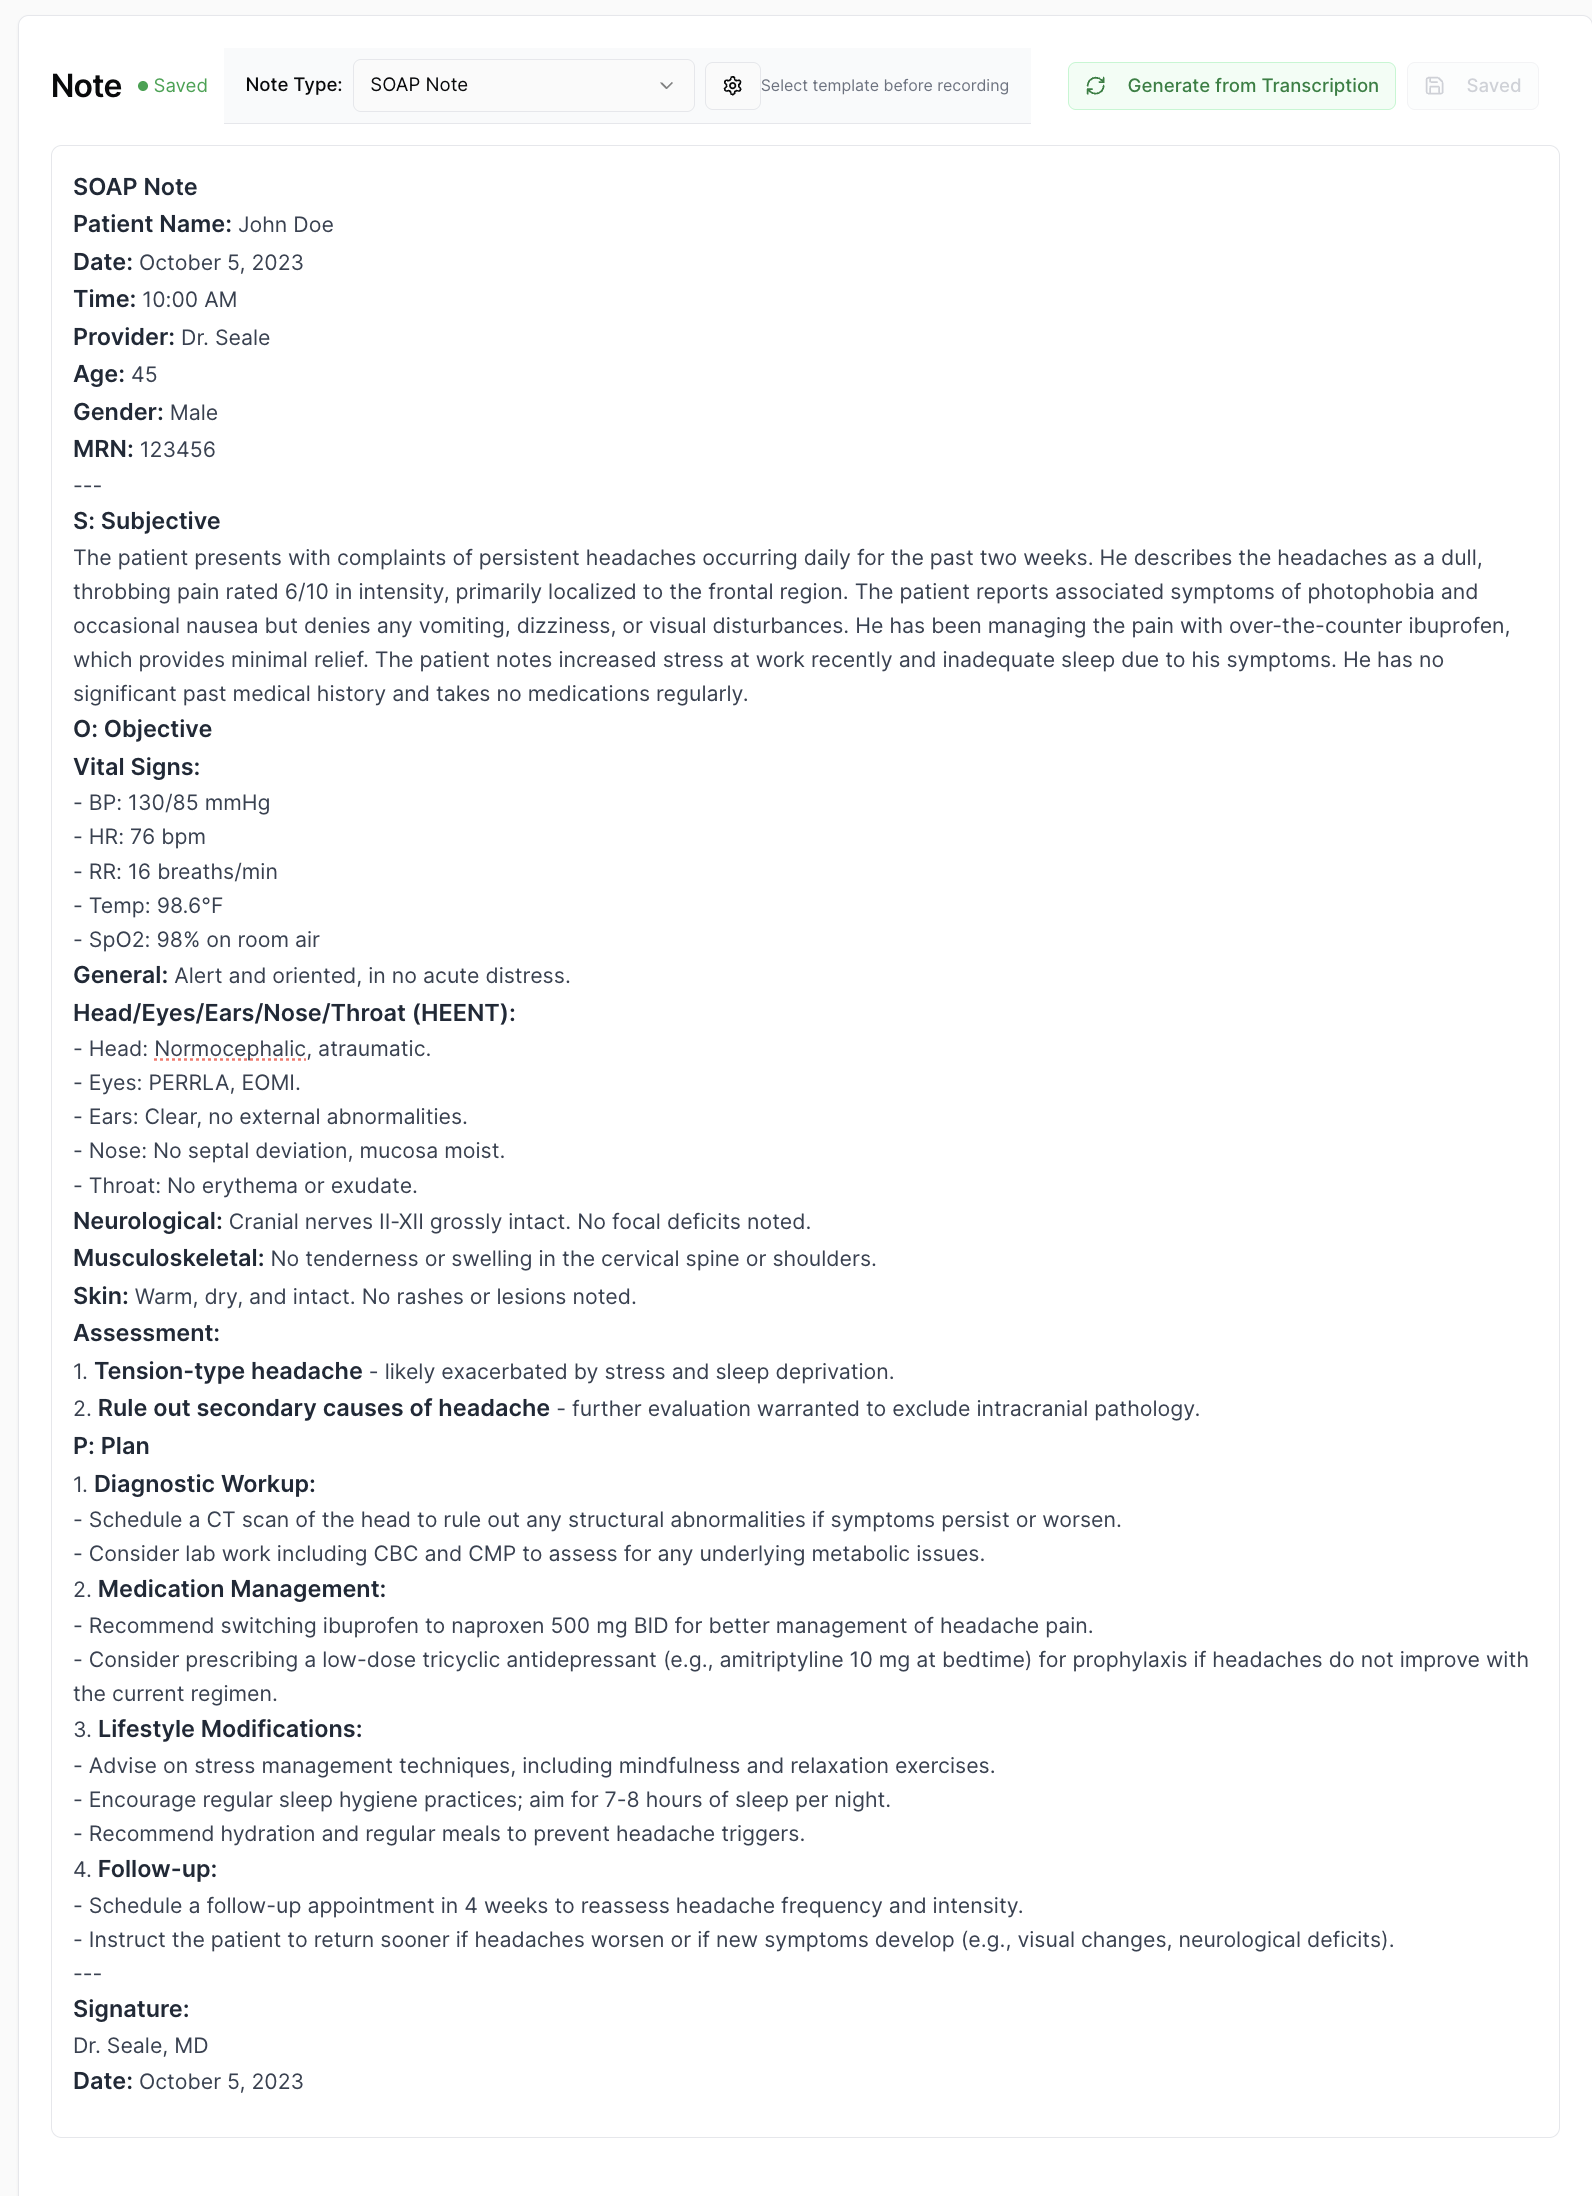 Note
Saved
Note Type:
SOAP Note
Select template before recording
Generate from Transcription
Saved
SOAP Note
Patient Name: John Doe
Date: October 5, 2023
Time: 10:00 AM
Provider: Dr. Seale
Age: 45
Gender: Male
MRN: 123456
---
S: Subjective
The patient presents with complaints of persistent headaches occurring daily for the past two weeks. He describes the headaches as a dull,
throbbing pain rated 6/10 in intensity, primarily localized to the frontal region. The patient reports associated symptoms of photophobia and
occasional nausea but denies any vomiting, dizziness, or visual disturbances. He has been managing the pain with over-the-counter ibuprofen,
which provides minimal relief. The patient notes increased stress at work recently and inadequate sleep due to his symptoms. He has no
significant past medical history and takes no medications regularly.
O: Objective
Vital Signs:
- BP: 130/85 mmHg
- HR: 76 bpm
- RR: 16 breaths/min
- Temp: 98.6°F
- SpO2: 98% on room air
General: Alert and oriented, in no acute distress.
Head/Eyes/Ears/Nose/Throat (HEENT):
- Head: Normocephalic, atraumatic.
- Eyes: PERRLA, EOMI.
- Ears: Clear, no external abnormalities.
- Nose: No septal deviation, mucosa moist.
- Throat: No erythema or exudate.
Neurological: Cranial nerves II-XII grossly intact. No focal deficits noted.
Musculoskeletal: No tenderness or swelling in the cervical spine or shoulders.
Skin: Warm, dry, and intact. No rashes or lesions noted.
Assessment:
1. Tension-type headache - likely exacerbated by stress and sleep deprivation.
2. Rule out secondary causes of headache - further evaluation warranted to exclude intracranial pathology.
P: Plan
1. Diagnostic Workup:
- Schedule a CT scan of the head to rule out any structural abnormalities if symptoms persist or worsen.
- Consider lab work including CBC and CMP to assess for any underlying metabolic issues.
2. Medication Management:
- Recommend switching ibuprofen to naproxen 500 mg BID for better management of headache pain.
- Consider prescribing a low-dose tricyclic antidepressant (e.g., amitriptyline 10 mg at bedtime) for prophylaxis if headaches do not improve with
the current regimen.
3. Lifestyle Modifications:
- Advise on stress management techniques, including mindfulness and relaxation exercises.
- Encourage regular sleep hygiene practices; aim for 7-8 hours of sleep per night.
- Recommend hydration and regular meals to prevent headache triggers.
4. Follow-up:
- Schedule a follow-up appointment in 4 weeks to reassess headache frequency and intensity.
- Instruct the patient to return sooner if headaches worsen or if new symptoms develop (e.g., visual changes, neurological deficits).
---
Signature:
Dr. Seale, MD
Date: October 5, 2023